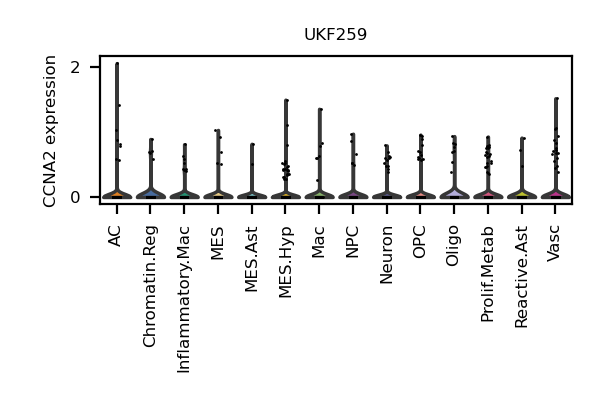 UKF259
CCNA2 expression
2
0
AC
Chromatin.Reg
Inflammatory.Mac
MES
MES.Ast
MES.Hyp
Mac
NPC
Neuron
OPC
Oligo
Prolif.Metab
Reactive.Ast
Vasc